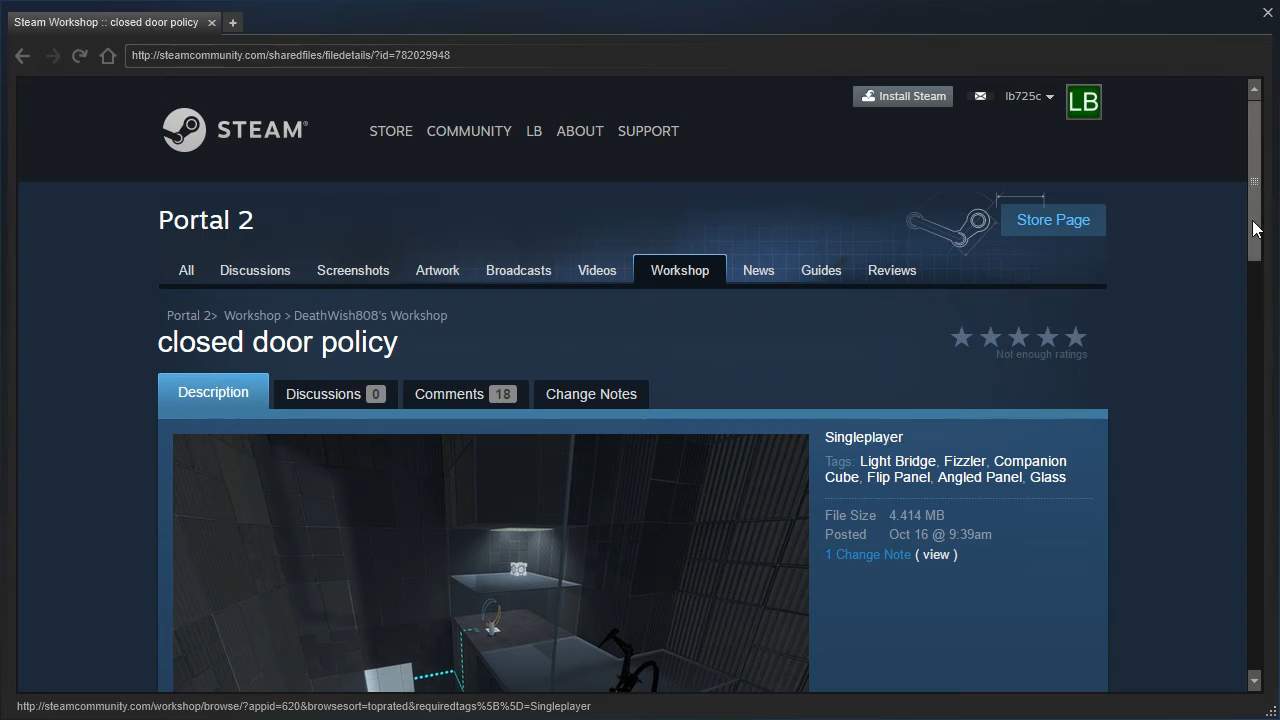 Steam Workshop :: closed door policy
http://steamcommunity.com/sharedfiles/filedetails/?id=782029948
Install Steam
lb725c
LB
STEAM
STORE COMMUNITY LB ABOUT SUPPORT
Portal 2
Store Page
All Discussions Screenshots Artwork Broadcasts Videos Workshop News Guides Reviews
Portal 2> Workshop > DeathWish808's Workshop
closed door policy
Not enough ratings
Description Discussions 0 Comments 18 Change Notes
Singleplayer
Tags: Light Bridge, Fizzler, Companion
Cube, Flip Panel, Angled Panel, Glass
File Size 4.414 MB
Posted Oct 16 @ 9:39am
1 Change Note ( view )
http://steamcommunity.com/workshop/browse/?appid=620&browsesort=toprated&requiredtags%5B%5D=Singleplayer